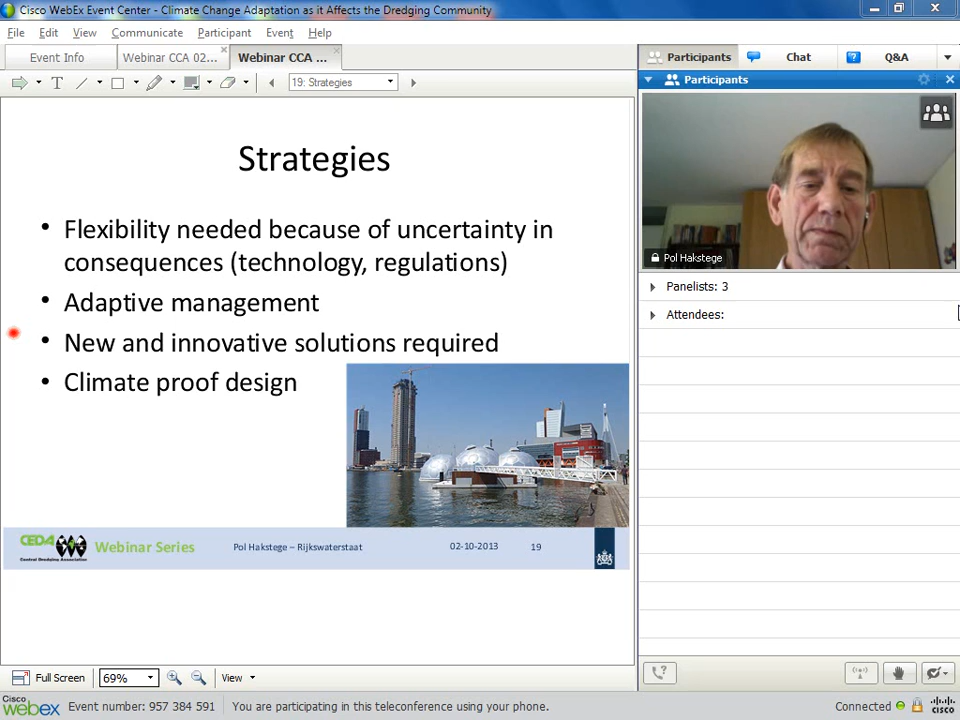 Cisco WebEx Event Center - Climate Change Adaptation as it Affects the Dredging Community
File Edit View Communicate Participant Event Help
Event Info
Webinar CCA 02...
Webinar CCA ...
Participants
Chat
Q&A
T
19: Strategies
Participants
Strategies
• Flexibility needed because of uncertainty in
consequences (technology, regulations)
• Adaptive management
• New and innovative solutions required
• Climate proof design
Pol Hakstege
Panelists: 3
Attendees:
CEDA
Central Dredging Association
Webinar Series
Pol Hakstege – Rijkswaterstaat
02-10-2013
19
Full Screen
69%
View
Cisco
webex
Event number: 957 384 591
You are participating in this teleconference using your phone.
Connected
cisco